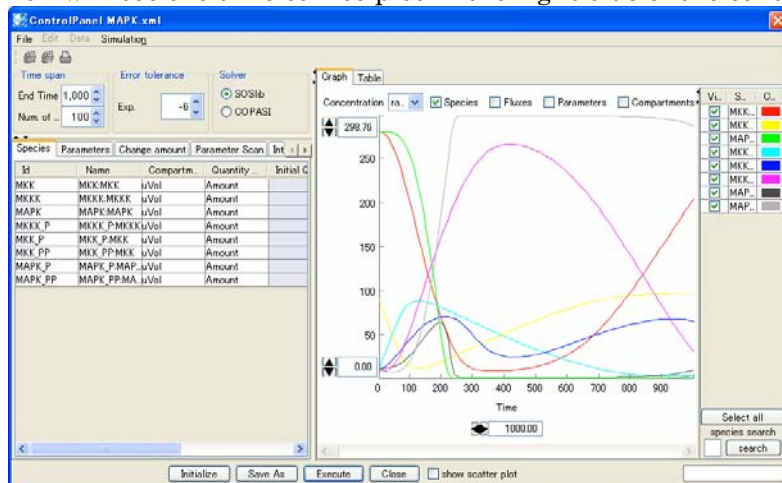 ControlPanel MAPK.xml
File Edit Data Simulation
Time span
End Time 1,000
Num. of ... 100
Error tolerance
Exp. -6
Solver
SOSlib
COPASI
Species Parameters Change amount Parameter Scan Int
Id Name Compartm... Quantity ... Initial Q
MKK MKK:MKK uVol Amount
MKKK MKKK:MKKK uVol Amount
MAPK MAPK:MAPK uVol Amount
MKKK_P MKKK_P:MKKK uVol Amount
MKK_P MKK_P:MKK uVol Amount
MKK_PP MKK_PP:MKK uVol Amount
MAPK_P MAPK_P:MAP... uVol Amount
MAPK_PP MAPK_PP:MA... uVol Amount
Graph Table
Concentration ra... Species Fluxes Parameters Compartments
298.76
250
200
150
100
50
0.00
0 100 200 300 400 500 600 700 800 900
Time
1000.00
Vi... S... C...
MKK...
MKK...
MAP...
MKK...
MKK...
MKK...
MAP...
MAP...
Select all
species search
search
Initialize Save As Execute Close show scatter plot